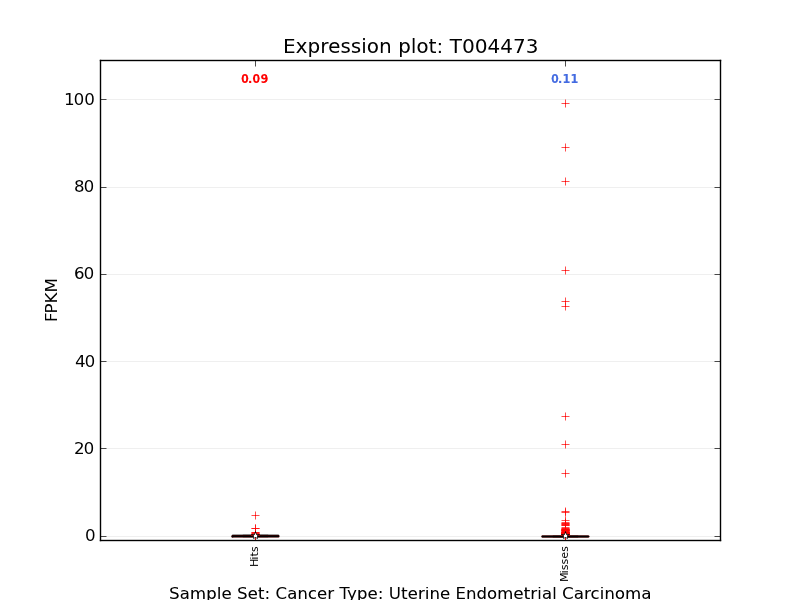 Expression plot: T004473
0.09
0.11
100
80
60
40
20
0
FPKM
Hits
Misses
Sample Set: Cancer Type: Uterine Endometrial Carcinoma